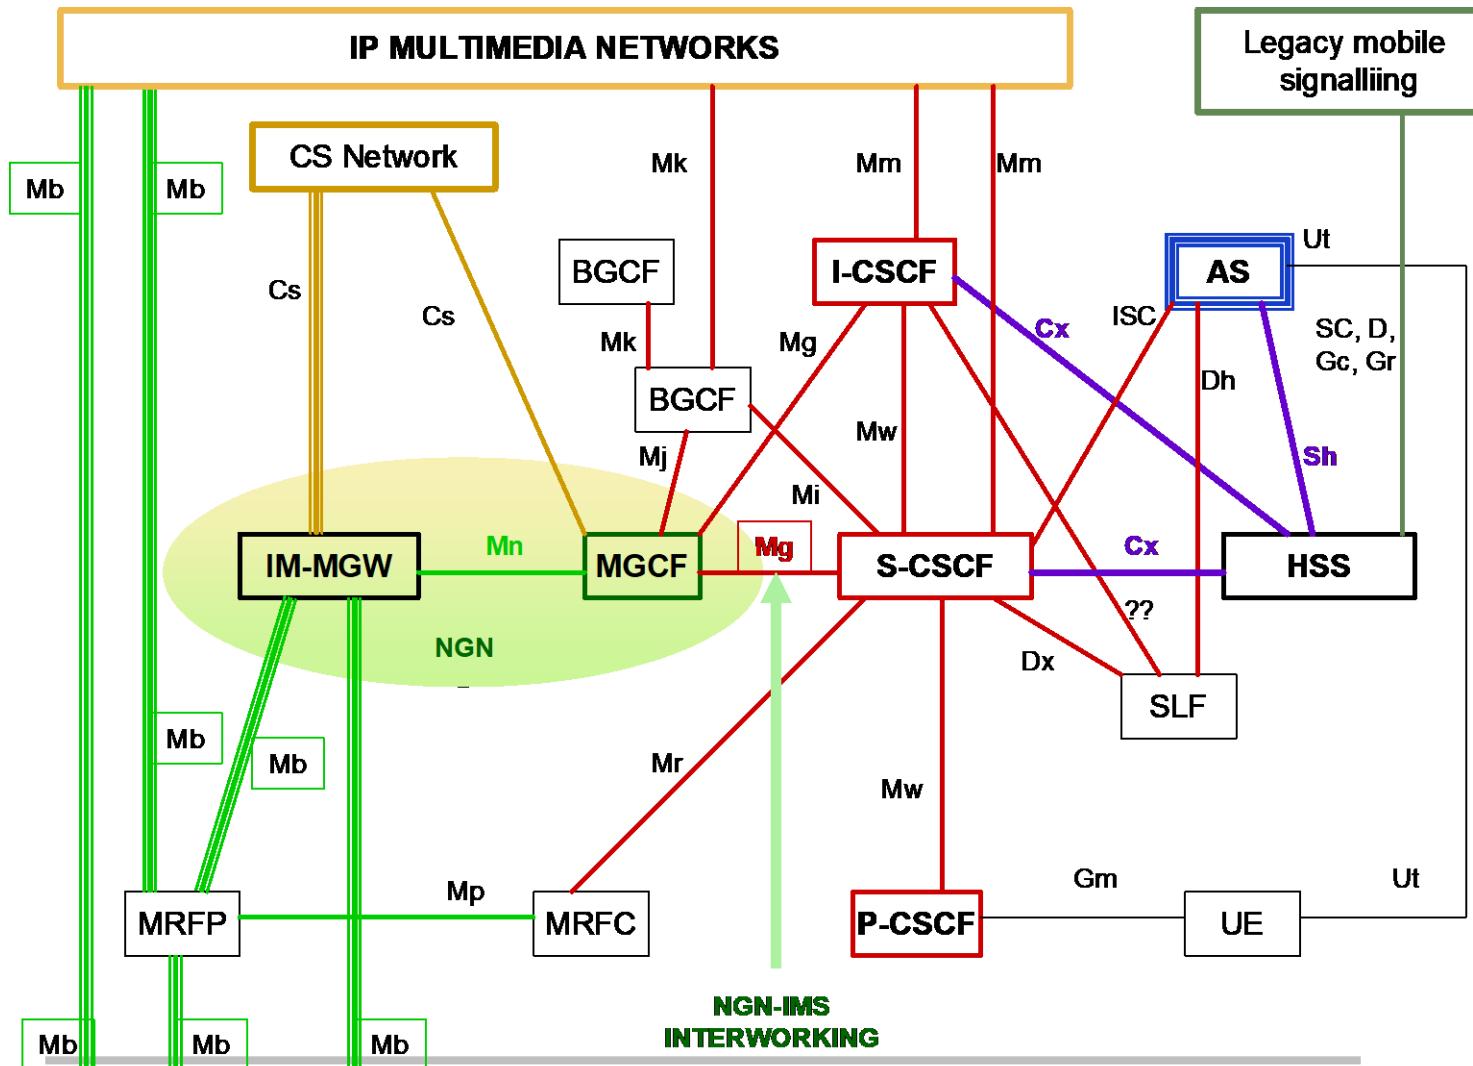 IP MULTIMEDIA NETWORKS
Legacy mobile
signalliing
CS Network
Mb
Mb
Mk
Mm
Mm
Ut
BGCF
I-CSCF
AS
Cs
Cs
Mk
Mg
Cx
ISC
SC, D,
Gc, Gr
Dh
BGCF
Mw
Mj
Sh
Mi
Mn
Mg
Cx
IM-MGW
MGCF
S-CSCF
HSS
??
NGN
Dx
SLF
Mb
Mb
Mr
Mw
Mp
Gm
Ut
MRFP
MRFC
P-CSCF
UE
NGN-IMS
INTERWORKING
Mb
Mb
Mb